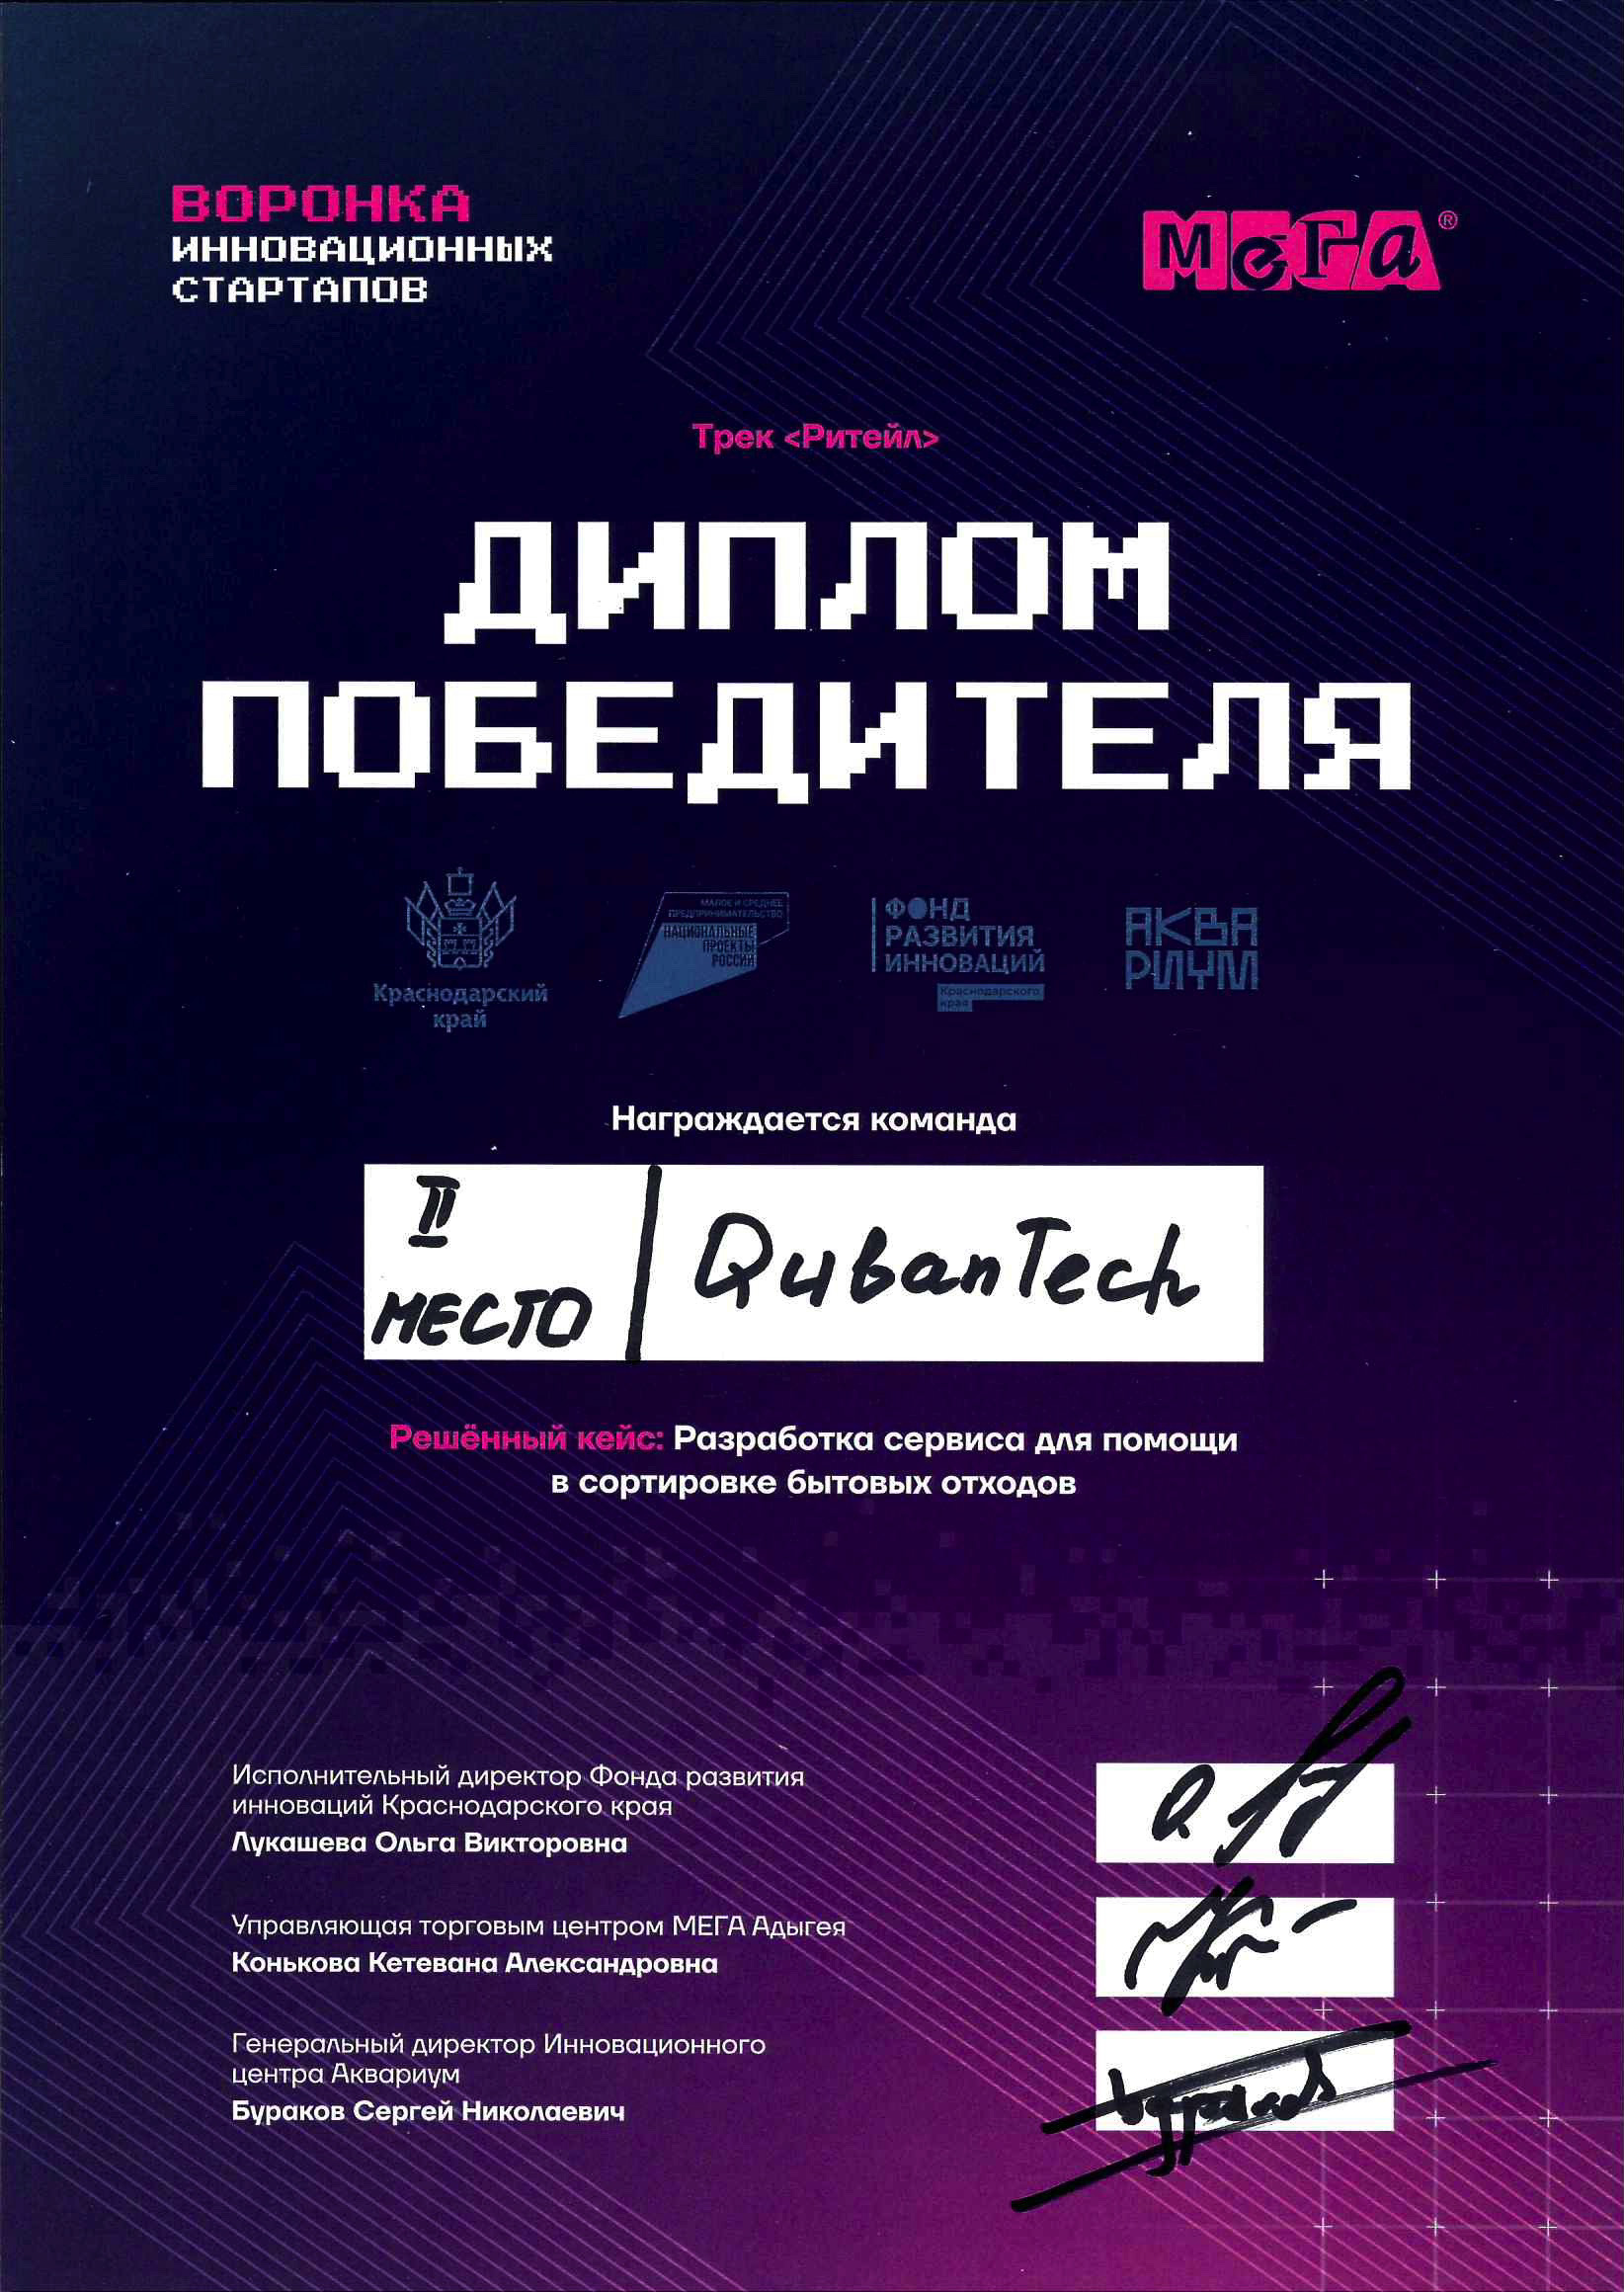 ВОРОНКА
ИННОВАЦИОННЫХ
СТАРТАПОВ
МЕГА®
Трек <Ритейл>
ДИПЛОМ
ПОБЕДИТЕЛЯ
Краснодарский
край
МАЛОЕ И СРЕДНЕЕ
ПРЕДПРИНИМАТЕЛЬСТВО
НАЦИОНАЛЬНЫЕ
ПРОЕКТЫ
РОССИИ
ФОНД
РАЗВИТИЯ
ИННОВАЦИЙ
Краснодарского
края
АКВА
РИУМ
Награждается команда
II
МЕСТО
QubanTech
Решённый кейс: Разработка сервиса для помощи
в сортировке бытовых отходов
Исполнительный директор Фонда развития
инноваций Краснодарского края
Лукашева Ольга Викторовна
Управляющая торговым центром МЕГА Адыгея
Конькова Кетевана Александровна
Генеральный директор Инновационного
центра Аквариум
Бураков Сергей Николаевич